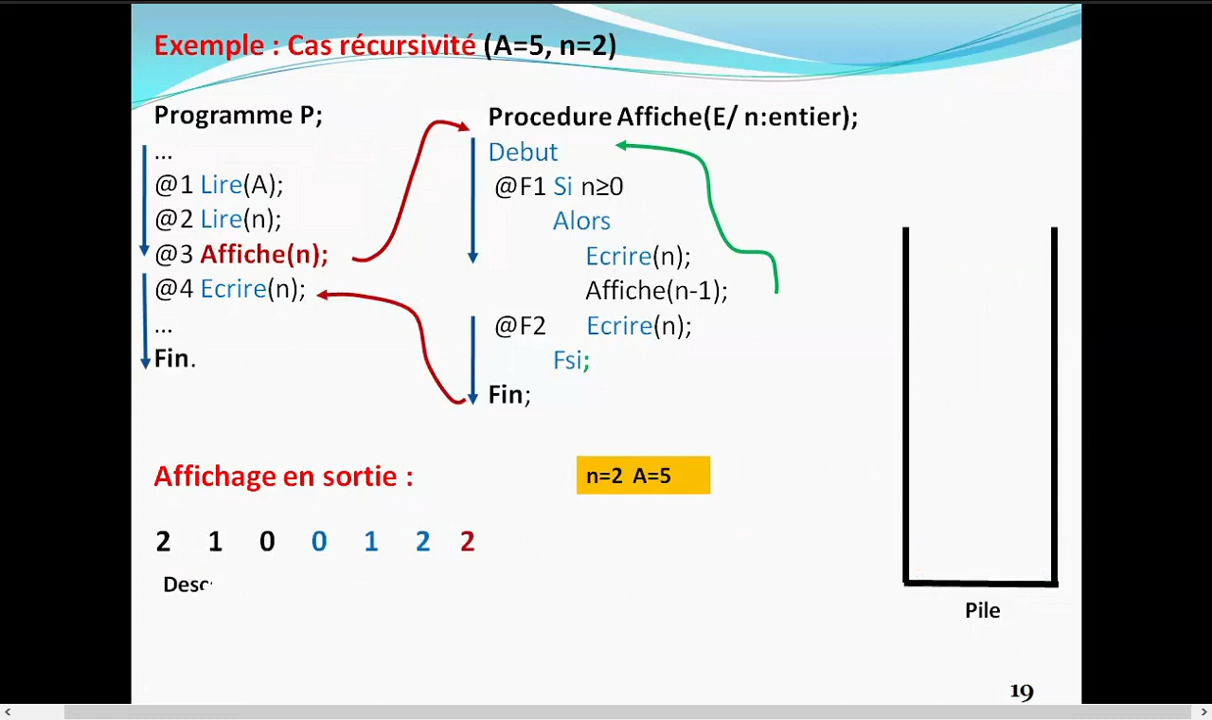 Exemple : Cas récursivité (A=5, n=2)
Programme P;
...
@1 Lire(A);
@2 Lire(n);
@3 Affiche(n);
@4 Ecrire(n);
...
Fin.
Procedure Affiche(E/ n:entier);
Debut
@F1 Si n≥0
Alors
Ecrire(n);
Affiche(n-1);
@F2 Ecrire(n);
Fsi;
Fin;
Affichage en sortie :
n=2 A=5
2 1 0 0 1 2 2
Desc
Pile
19